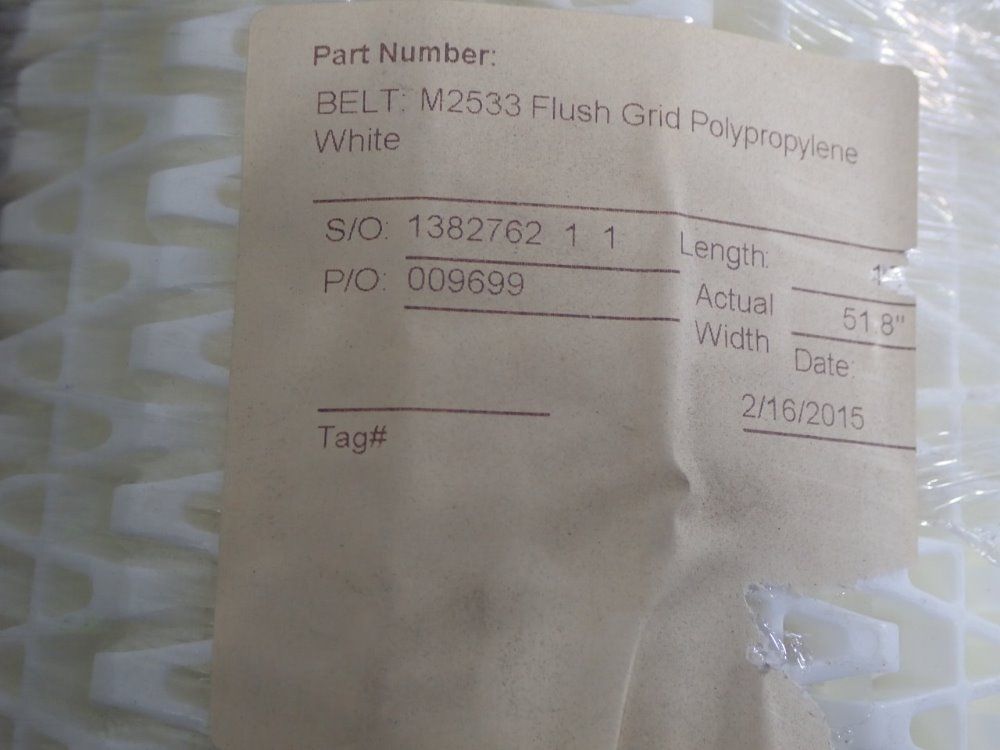 Part Number:
BELT: M2533 Flush Grid Polypropylene
White
S/O: 1382762 1 1
Length:
P/O: 009699
Actual
Width
51.8"
Date:
2/16/2015
Tag#